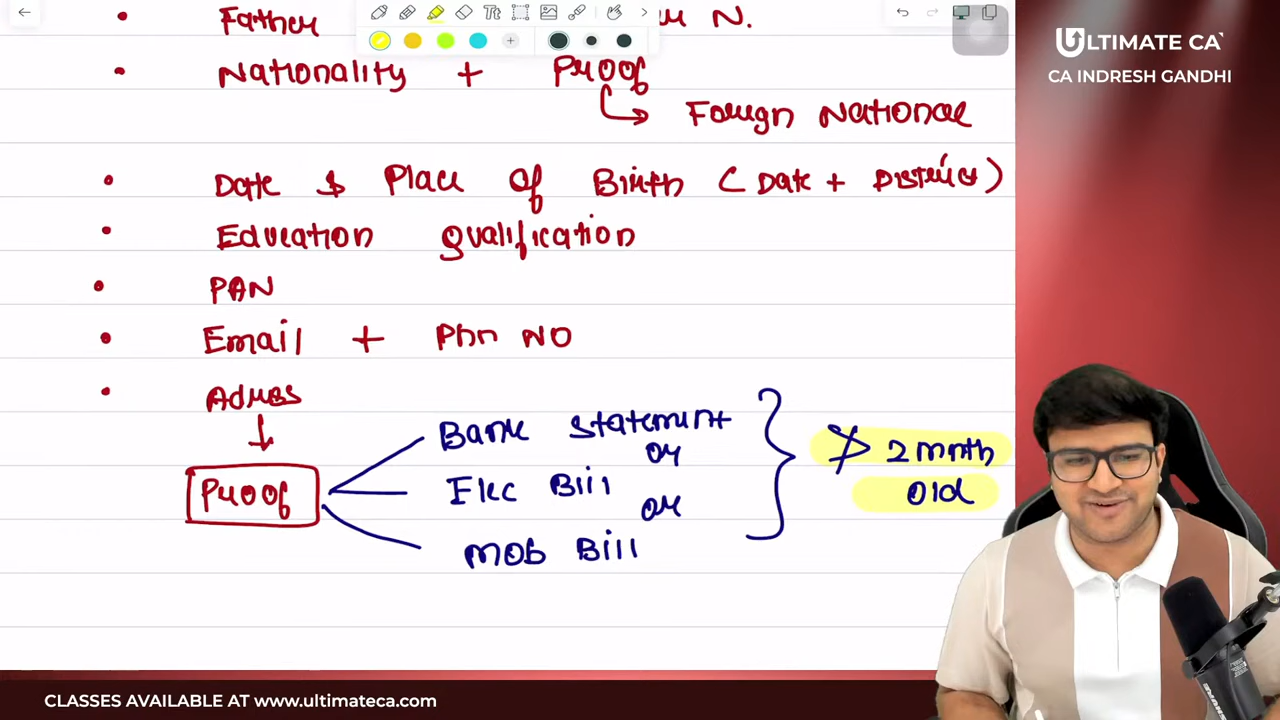 Father N.
ULTIMATE CA
CA INDRESH GANDHI
Nationality + Proof
Foreign National
Date & Place Of Birth (Date + District)
Education qualification
PAN
Email + Phn NO
Adress
Proof
Bank statement
or
Elec Bill
or
mob Bill
≯ 2 month
old
CLASSES AVAILABLE AT www.ultimateca.com